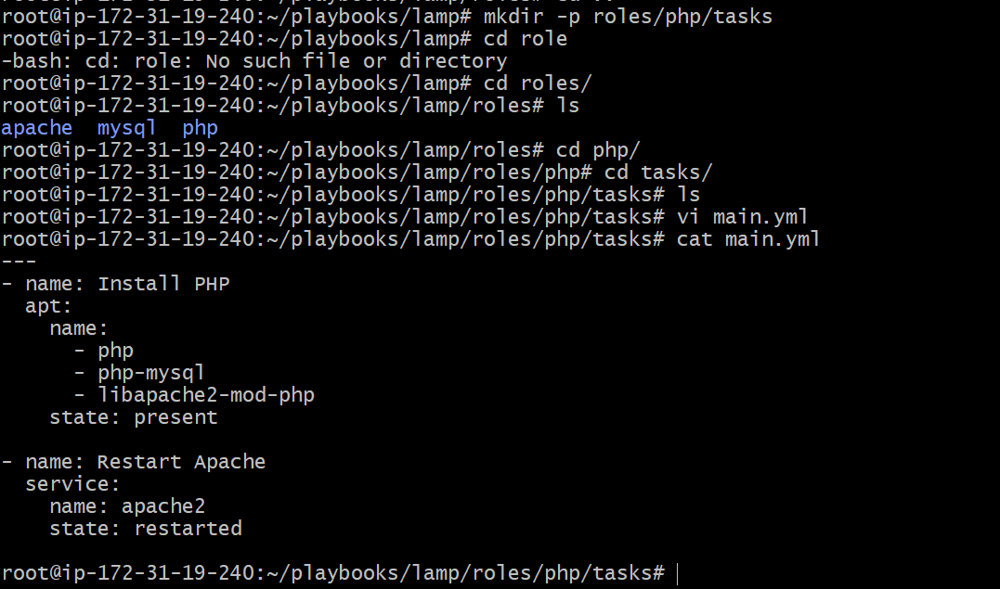 root@ip-172-31-19-240:~/playbooks/lamp# mkdir -p roles/php/tasks
root@ip-172-31-19-240:~/playbooks/lamp# cd role
-bash: cd: role: No such file or directory
root@ip-172-31-19-240:~/playbooks/lamp# cd roles/
root@ip-172-31-19-240:~/playbooks/lamp/roles# ls
apache  mysql  php
root@ip-172-31-19-240:~/playbooks/lamp/roles# cd php/
root@ip-172-31-19-240:~/playbooks/lamp/roles/php# cd tasks/
root@ip-172-31-19-240:~/playbooks/lamp/roles/php/tasks# ls
root@ip-172-31-19-240:~/playbooks/lamp/roles/php/tasks# vi main.yml
root@ip-172-31-19-240:~/playbooks/lamp/roles/php/tasks# cat main.yml
---
- name: Install PHP
  apt:
    name:
      - php
      - php-mysql
      - libapache2-mod-php
    state: present

- name: Restart Apache
  service:
    name: apache2
    state: restarted

root@ip-172-31-19-240:~/playbooks/lamp/roles/php/tasks#